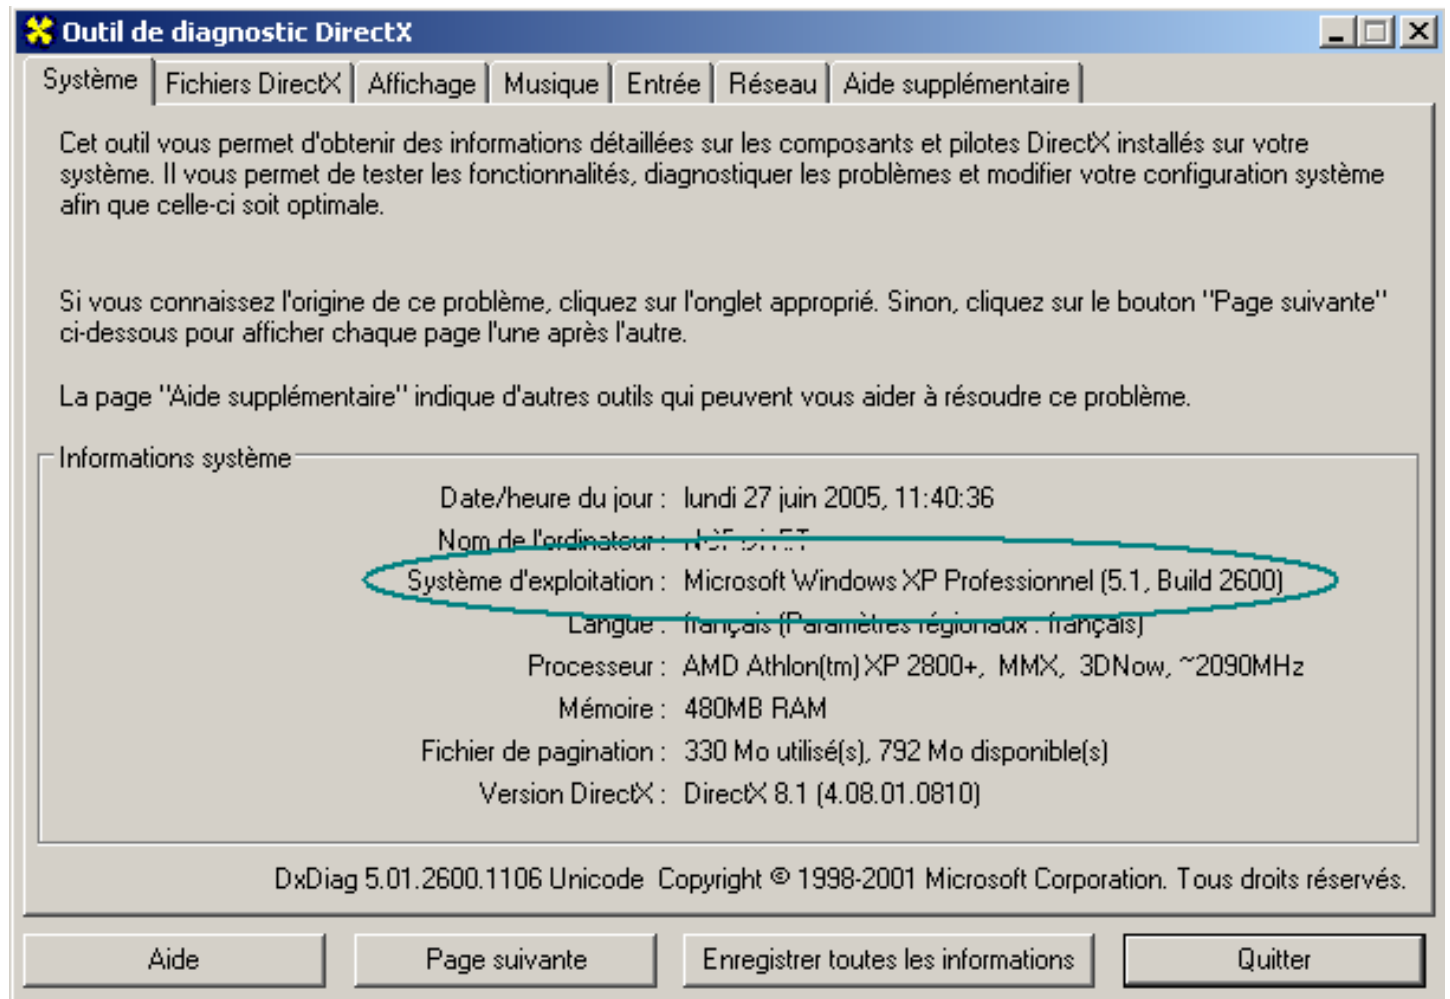 Outil de diagnostic DirectX
Système Fichiers DirectX Affichage Musique Entrée Réseau Aide supplémentaire
Cet outil vous permet d'obtenir des informations détaillées sur les composants et pilotes DirectX installés sur votre
système. Il vous permet de tester les fonctionnalités, diagnostiquer les problèmes et modifier votre configuration système
afin que celle-ci soit optimale.
Si vous connaissez l'origine de ce problème, cliquez sur l'onglet approprié. Sinon, cliquez sur le bouton "Page suivante"
ci-dessous pour afficher chaque page l'une après l'autre.
La page "Aide supplémentaire" indique d'autres outils qui peuvent vous aider à résoudre ce problème.
Informations système
Date/heure du jour : lundi 27 juin 2005, 11:40:36
Nom de l'ordinateur :
Système d'exploitation : Microsoft Windows XP Professionnel (5.1, Build 2600)
Langue : français (Paramètres régionaux : français)
Processeur : AMD Athlon(tm) XP 2800+, MMX, 3DNow, ~2090MHz
Mémoire : 480MB RAM
Fichier de pagination : 330 Mo utilisé(s), 792 Mo disponible(s)
Version DirectX : DirectX 8.1 (4.08.01.0810)
DxDiag 5.01.2600.1106 Unicode Copyright © 1998-2001 Microsoft Corporation. Tous droits réservés.
Aide Page suivante Enregistrer toutes les informations Quitter